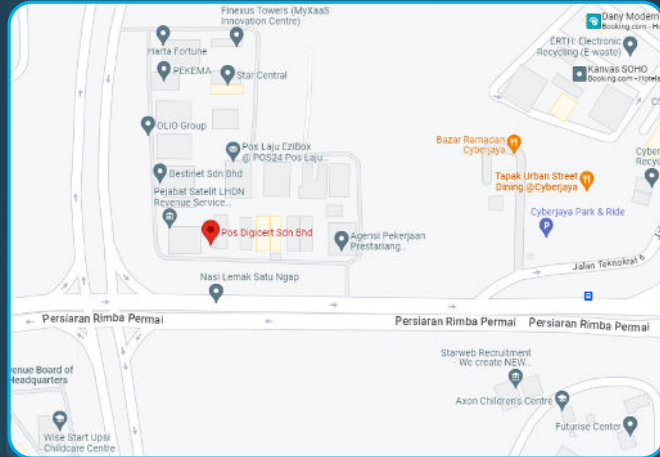 Finexus Towers (MyXaaS
Innovation Centre)
Harta Fortune
PEKEMA
Star Central
OLIO Group
Pos Laju EziBox
@ POS24 Pos Laju...
Destinet Sdn Bhd
Pejabat Satelit LHDN
Revenue Service...
Pos Digicert Sdn Bhd
Agensi Pekerjaan
Prestariang...
Nasi Lemak Satu Ngap
Dany Modern
Booking.com - Ho
ERTH: Electronic
Recycling (E-waste)
Kanvas SOHO
Booking.com - Hotels
Bazar Ramadan
Cyberjaya
Tapak Urban Street
Dining @Cyberjaya
Cyber
Recyc
Cyberjaya Park & Ride
Jalan Teknokrat 6
Persiaran Rimba Permai
Persiaran Rimba Permai
Persiaran Rimba Permai
enue Board of
Headquarters
Wise Start Upsi
Childcare Centre
Starweb Recruitment
We create NEW...
Axon Children's Centre
Futurise Center